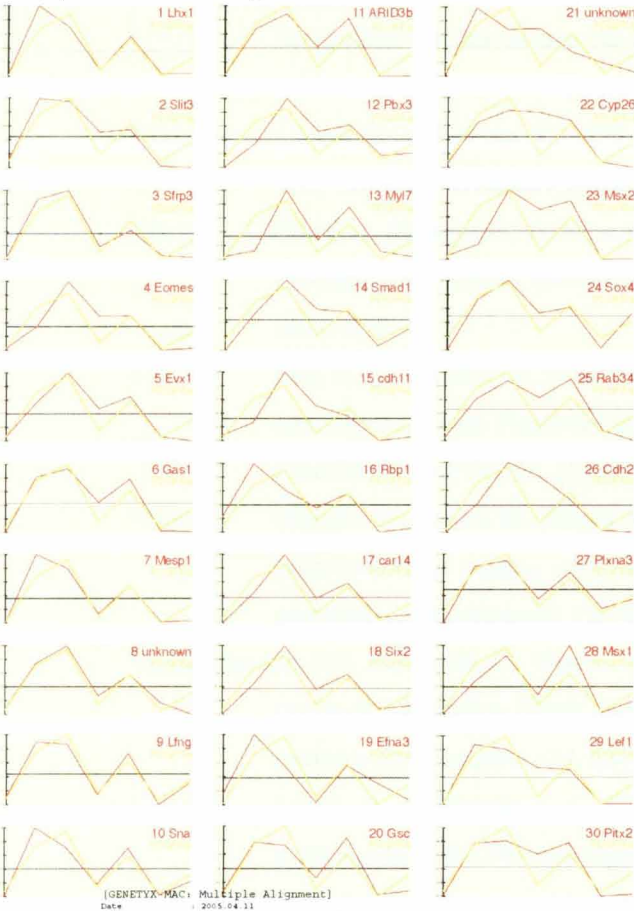 1 Lhx1
11 ARID3b
21 unknown
2 Slit3
12 Pbx3
22 Cyp26
3 Sfrp3
13 Myl7
23 Msx2
4 Eomes
14 Smad1
24 Sox4
5 Evx1
15 cdh11
25 Rab34
6 Gas1
16 Rbp1
26 Cdh2
7 Mesp1
17 car14
27 Plxna3
8 unknown
18 Six2
28 Msx1
9 Lfng
19 Efna3
29 Lef1
10 Sna
20 Gsc
30 Pitx2
[GENETYX-MAC: Multiple Alignment]
Date : 2005.04.11